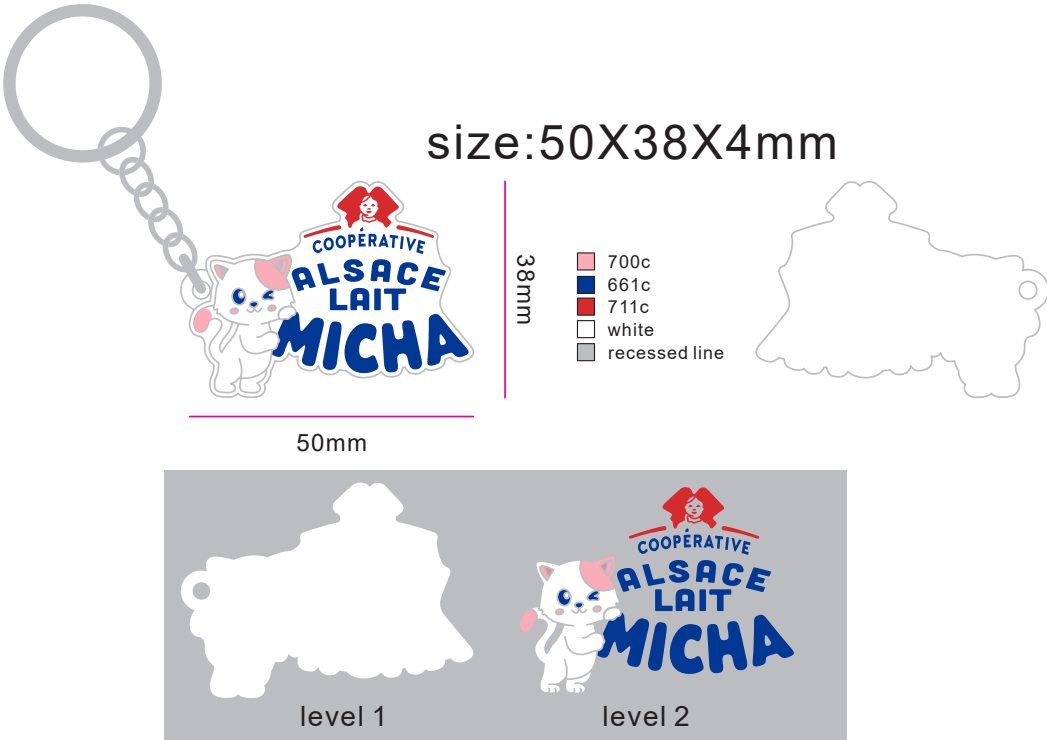 size:50X38X4mm
COOPÉRATIVE
ALSACE
LAIT
MICHA
38mm
700c
661c
711c
white
recessed line
50mm
COOPÉRATIVE
ALSACE
LAIT
MICHA
level 1
level 2